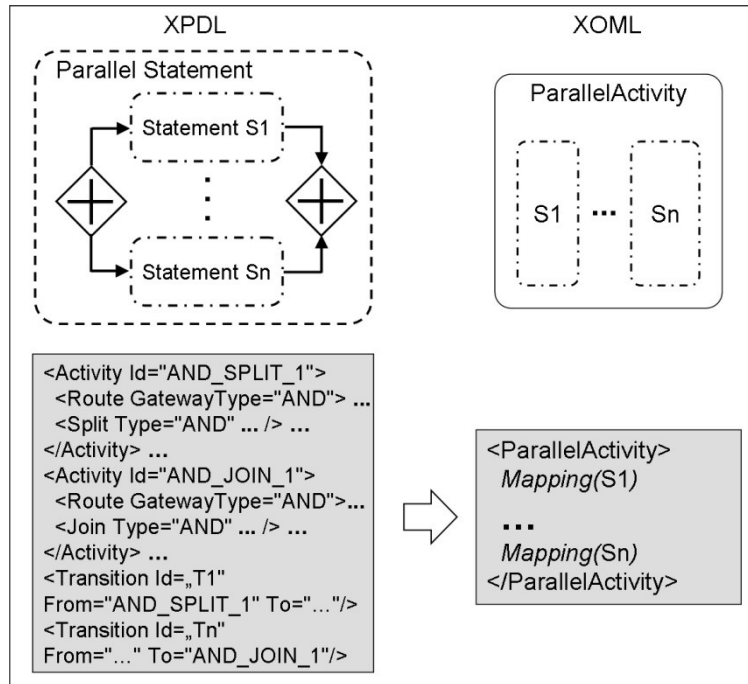 XPDL
XOML
Parallel Statement
Statement S1
Statement Sn
ParallelActivity
S1 ... Sn
<Activity Id="AND_SPLIT_1">
<Route GatewayType="AND"> ...
<Split Type="AND" ... /> ...
</Activity> ...
<Activity Id="AND_JOIN_1">
<Route GatewayType="AND">...
<Join Type="AND" ... /> ...
</Activity> ...
<Transition Id=„T1"
From="AND_SPLIT_1" To="..."/>
<Transition Id=„Tn"
From="..." To="AND_JOIN_1"/>
<ParallelActivity>
Mapping(S1)
...
Mapping(Sn)
</ParallelActivity>